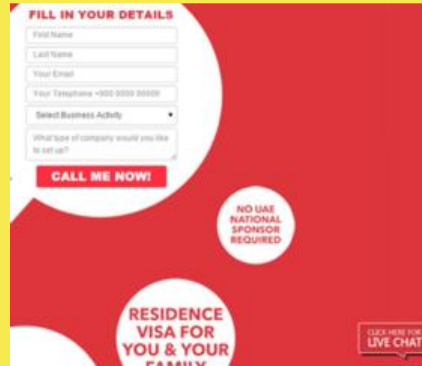 FILL IN YOUR DETAILS
First Name
Last Name
Your Email
Your Telephone +900 0000 00000!
Select Business Activity
What type of company would you like
to set up?
CALL ME NOW!
NO UAE
NATIONAL
SPONSOR
REQUIRED
RESIDENCE
VISA FOR
YOU & YOUR
FAMILY
CLICK HERE FOR
LIVE CHAT